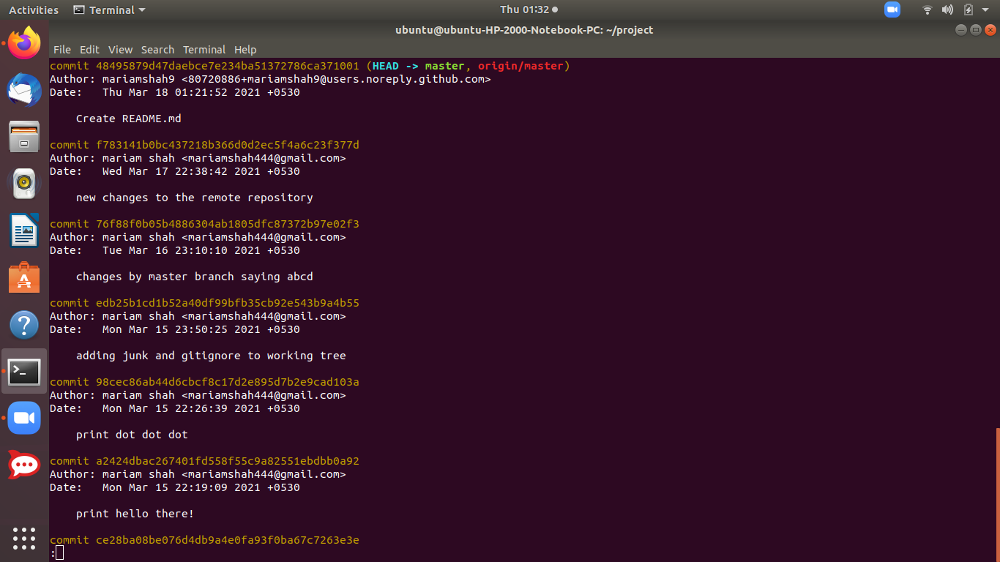 Activities Terminal Thu 01:32
ubuntu@ubuntu-HP-2000-Notebook-PC: ~/project
File Edit View Search Terminal Help
commit 48495879d47daebce7e234ba51372786ca371001 (HEAD -> master, origin/master)
Author: mariamshah9 <80720886+mariamshah9@users.noreply.github.com>
Date:   Thu Mar 18 01:21:52 2021 +0530
    Create README.md
commit f783141b0bc437218b366d0d2ec5f4a6c23f377d
Author: mariam shah <mariamshah444@gmail.com>
Date:   Wed Mar 17 22:38:42 2021 +0530
    new changes to the remote repository
commit 76f88f0b05b4886304ab1805dfc87372b97e02f3
Author: mariam shah <mariamshah444@gmail.com>
Date:   Tue Mar 16 23:10:10 2021 +0530
    changes by master branch saying abcd
commit edb25b1cd1b52a40df99bfb35cb92e543b9a4b55
Author: mariam shah <mariamshah444@gmail.com>
Date:   Mon Mar 15 23:50:25 2021 +0530
    adding junk and gitignore to working tree
commit 98cec86ab44d6cbcf8c17d2e895d7b2e9cad103a
Author: mariam shah <mariamshah444@gmail.com>
Date:   Mon Mar 15 22:26:39 2021 +0530
    print dot dot dot
commit a2424dbac267401fd558f55c9a82551ebdbb0a92
Author: mariam shah <mariamshah444@gmail.com>
Date:   Mon Mar 15 22:19:09 2021 +0530
    print hello there!
commit ce28ba08be076d4db9a4e0fa93f0ba67c7263e3e
: